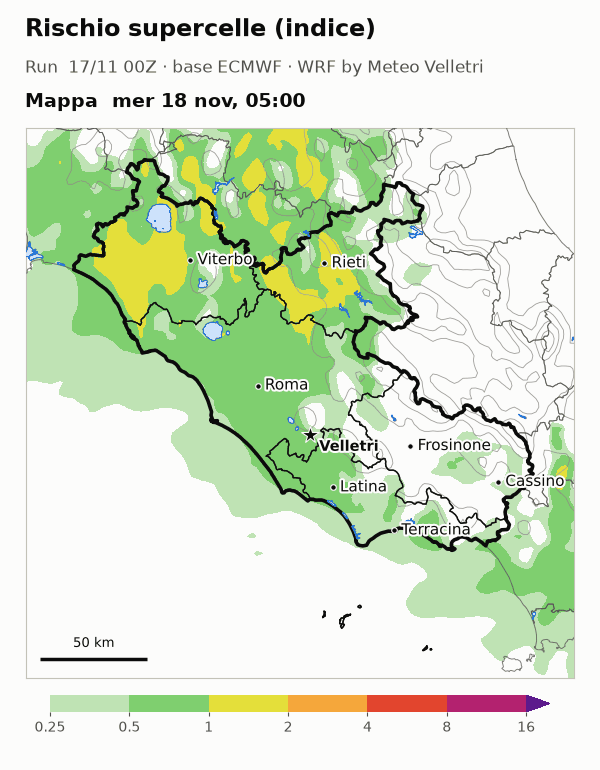 Rischio supercelle (indice)
Run 17/11 00Z · base ECMWF · WRF by Meteo Velletri
Mappa mer 18 nov, 05:00
Viterbo
Rieti
Roma
Velletri
Frosinone
Latina
Cassino
Terracina
50 km
0.25 0.5 1 2 4 8 16